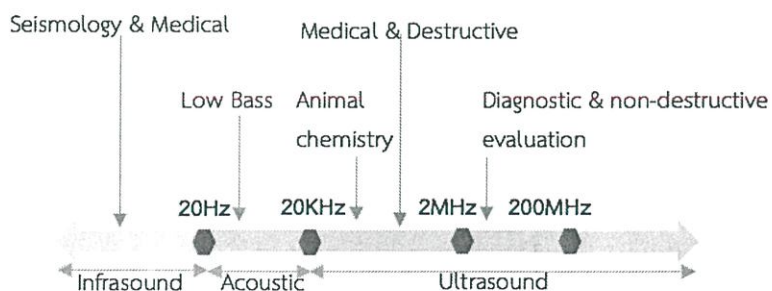 Seismology & Medical
Medical & Destructive
Low Bass
Animal
chemistry
Diagnostic & non-destructive
evaluation
20Hz
20KHz
2MHz
200MHz
Infrasound
Acoustic
Ultrasound